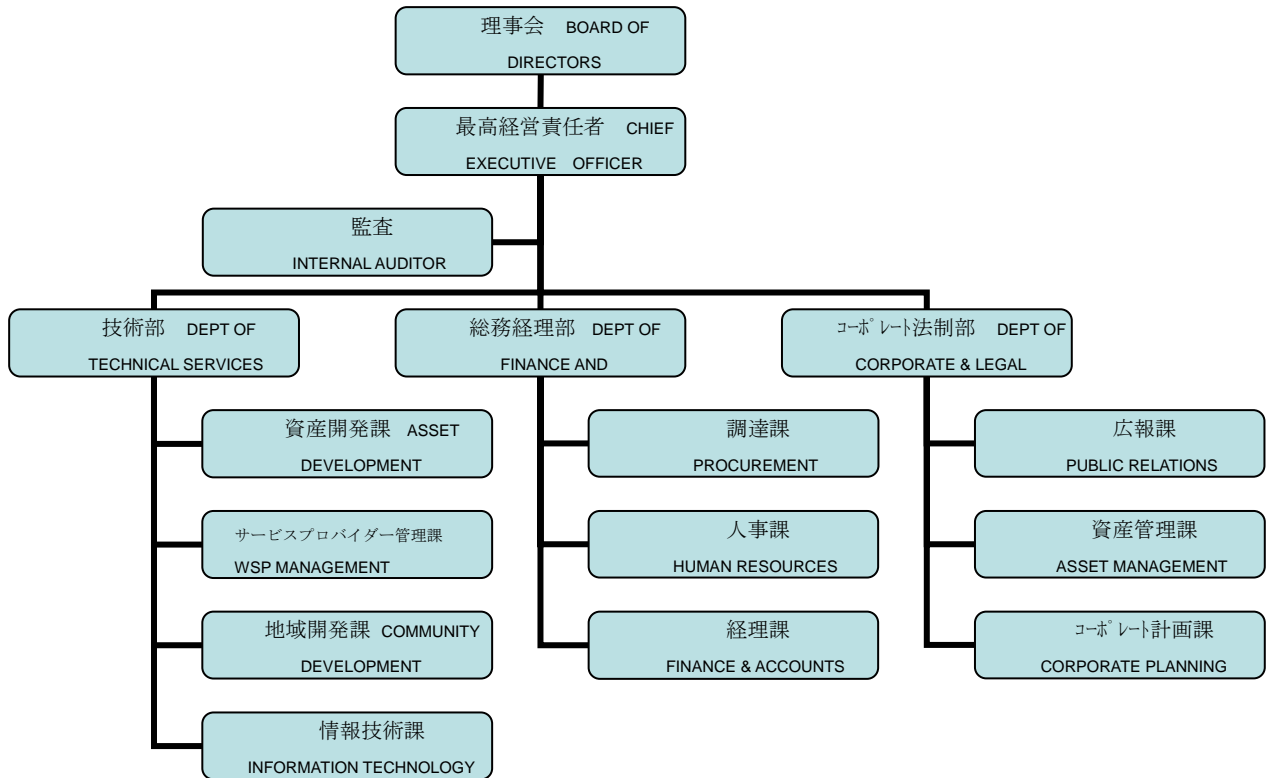 理事会 BOARD OF
DIRECTORS
最高経営責任者 CHIEF
EXECUTIVE OFFICER
監査
INTERNAL AUDITOR
技術部 DEPT OF
TECHNICAL SERVICES
総務経理部 DEPT OF
FINANCE AND
コーポレート法制部 DEPT OF
CORPORATE & LEGAL
資産開発課 ASSET
DEVELOPMENT
調達課
PROCUREMENT
広報課
PUBLIC RELATIONS
サービスプロバイダー管理課
WSP MANAGEMENT
人事課
HUMAN RESOURCES
資産管理課
ASSET MANAGEMENT
地域開発課 COMMUNITY
DEVELOPMENT
経理課
FINANCE & ACCOUNTS
コーポレート計画課
CORPORATE PLANNING
情報技術課
INFORMATION TECHNOLOGY